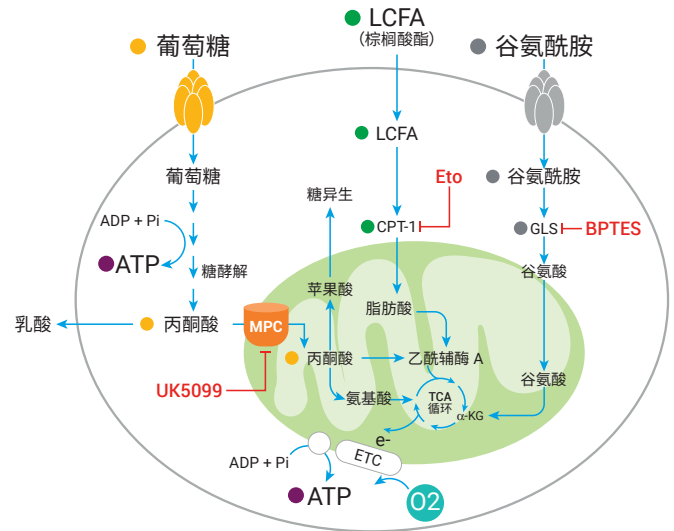 LCFA
(棕榈酸酯)
葡萄糖
谷氨酰胺
LCFA
葡萄糖
Eto
谷氨酰胺
糖异生
ADP + Pi
CPT-1
GLS
BPTES
ATP
糖酵解
谷氨酸
苹果酸
脂肪酸
乳酸
丙酮酸
MPC
丙酮酸
乙酰辅酶 A
谷氨酸
UK5099
氨基酸
TCA
循环
α-KG
e-
ETC
ADP + Pi
ATP
O2